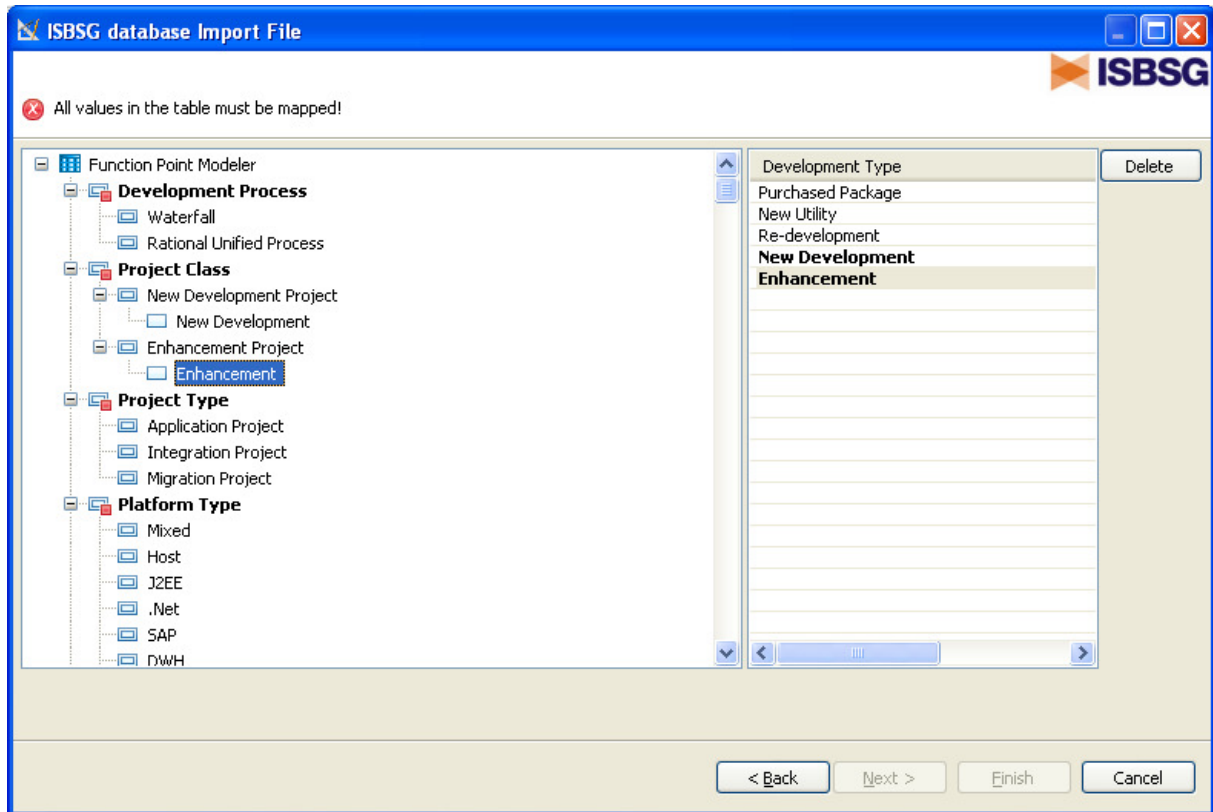 ISBSG database Import File
ISBSG
All values in the table must be mapped!
Function Point Modeler
Development Process
Waterfall
Rational Unified Process
Project Class
New Development Project
New Development
Enhancement Project
Enhancement
Project Type
Application Project
Integration Project
Migration Project
Platform Type
Mixed
Host
J2EE
.Net
SAP
DWH
Development Type
Purchased Package
New Utility
Re-development
New Development
Enhancement
Delete
< Back
Next >
Finish
Cancel